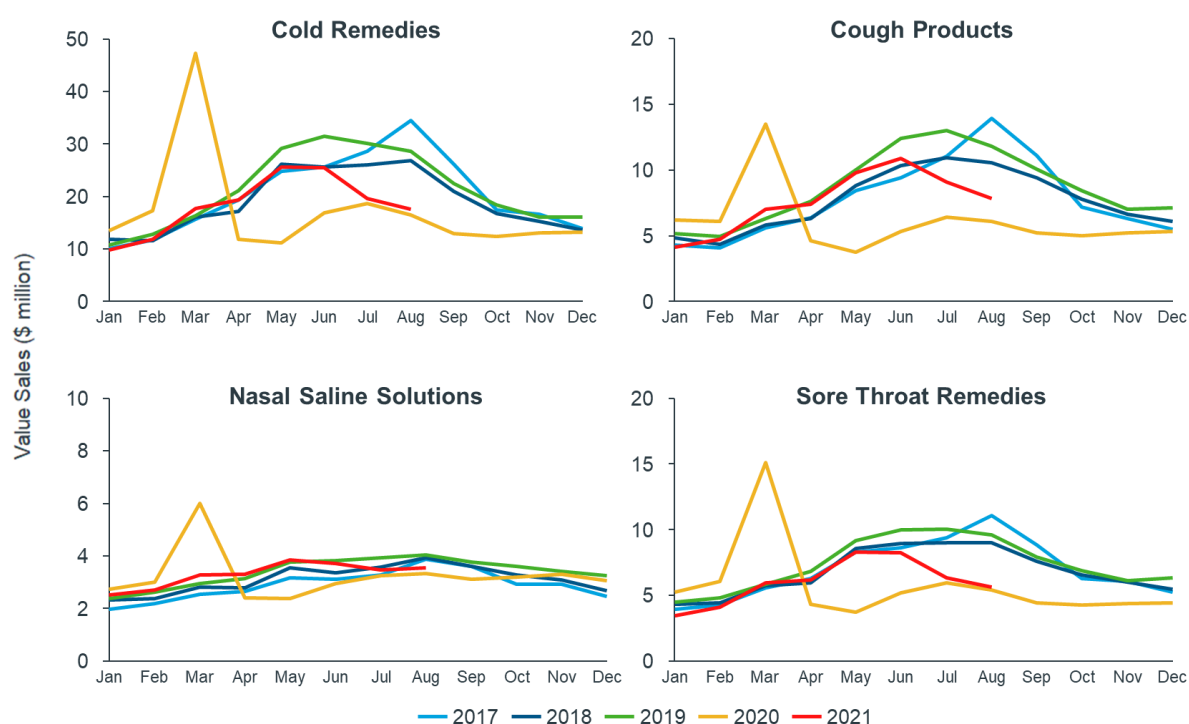 Cold Remedies
50
40
30
20
10
0
Jan Feb Mar Apr May Jun Jul Aug Sep Oct Nov Dec
Cough Products
20
15
10
5
0
Jan Feb Mar Apr May Jun Jul Aug Sep Oct Nov Dec
Value Sales ($ million)
Nasal Saline Solutions
10
8
6
4
2
0
Jan Feb Mar Apr May Jun Jul Aug Sep Oct Nov Dec
Sore Throat Remedies
20
15
10
5
0
Jan Feb Mar Apr May Jun Jul Aug Sep Oct Nov Dec
2017 2018 2019 2020 2021